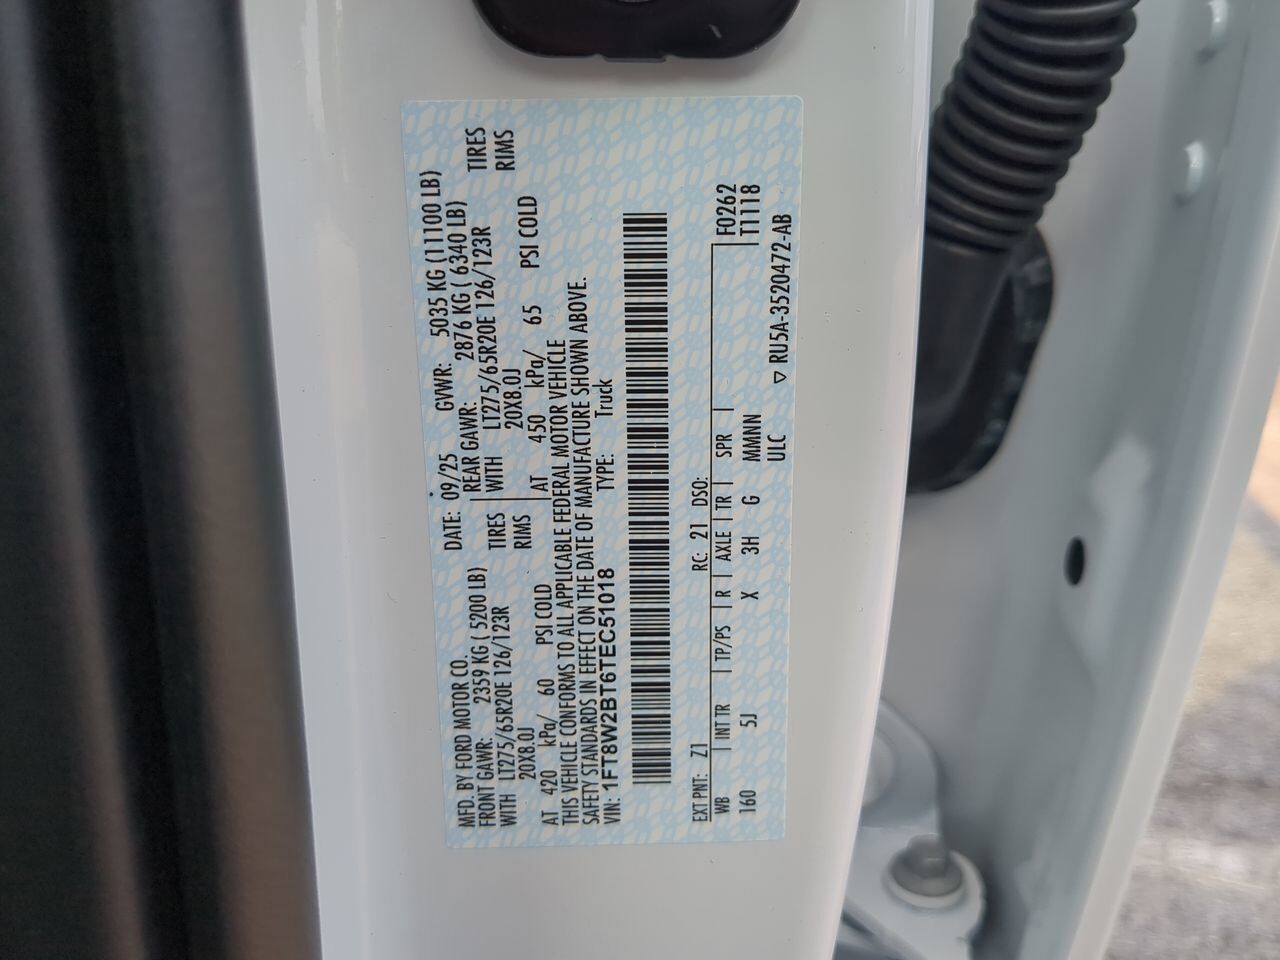 MFD. BY FORD MOTOR CO. DATE: 09/25 GVWR: 5035 KG (11100 LB)
FRONT GAWR: 2359 KG ( 5200 LB) REAR GAWR: 2876 KG ( 6340 LB)
WITH LT275/65R20E 126/123R TIRES WITH LT275/65R20E 126/123R TIRES
20X8.0J RIMS 20X8.0J RIMS
AT 420 kPa/ 60 PSI COLD AT 450 kPa/ 65 PSI COLD
THIS VEHICLE CONFORMS TO ALL APPLICABLE FEDERAL MOTOR VEHICLE
SAFETY STANDARDS IN EFFECT ON THE DATE OF MANUFACTURE SHOWN ABOVE.
VIN: 1FT8W2BT6TEC51018 TYPE: Truck
EXT PNT: Z1 RC: 21 DSO:
WB INT TR TP/PS R AXLE TR SPR F0262
160 5J X 3H G MMNN T1118
ULC ▽ RU5A-3520472-AB